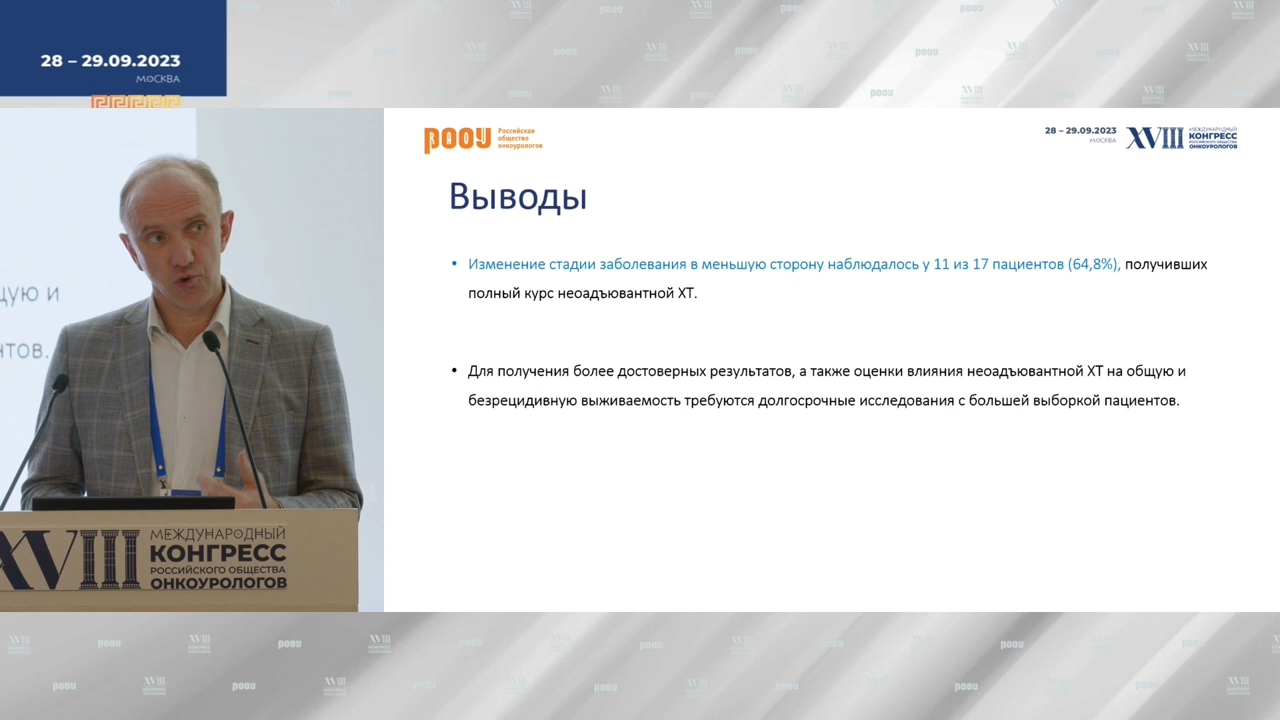 28 – 29.09.2023
МОСКВА
РООУ
Российское
общество
онкоурологов
28 – 29.09.2023
МОСКВА
XVIII
МЕЖДУНАРОДНЫЙ
КОНГРЕСС
РОССИЙСКОГО ОБЩЕСТВА
ОНКОУРОЛОГОВ
Выводы
• Изменение стадии заболевания в меньшую сторону наблюдалось у 11 из 17 пациентов (64,8%), получивших
полный курс неоадъювантной ХТ.
• Для получения более достоверных результатов, а также оценки влияния неоадъювантной ХТ на общую и
безрецидивную выживаемость требуются долгосрочные исследования с большей выборкой пациентов.
щую и
нтов.
XVIII
МЕЖДУНАРОДНЫЙ
КОНГРЕСС
РОССИЙСКОГО ОБЩЕСТВА
ОНКОУРОЛОГОВ